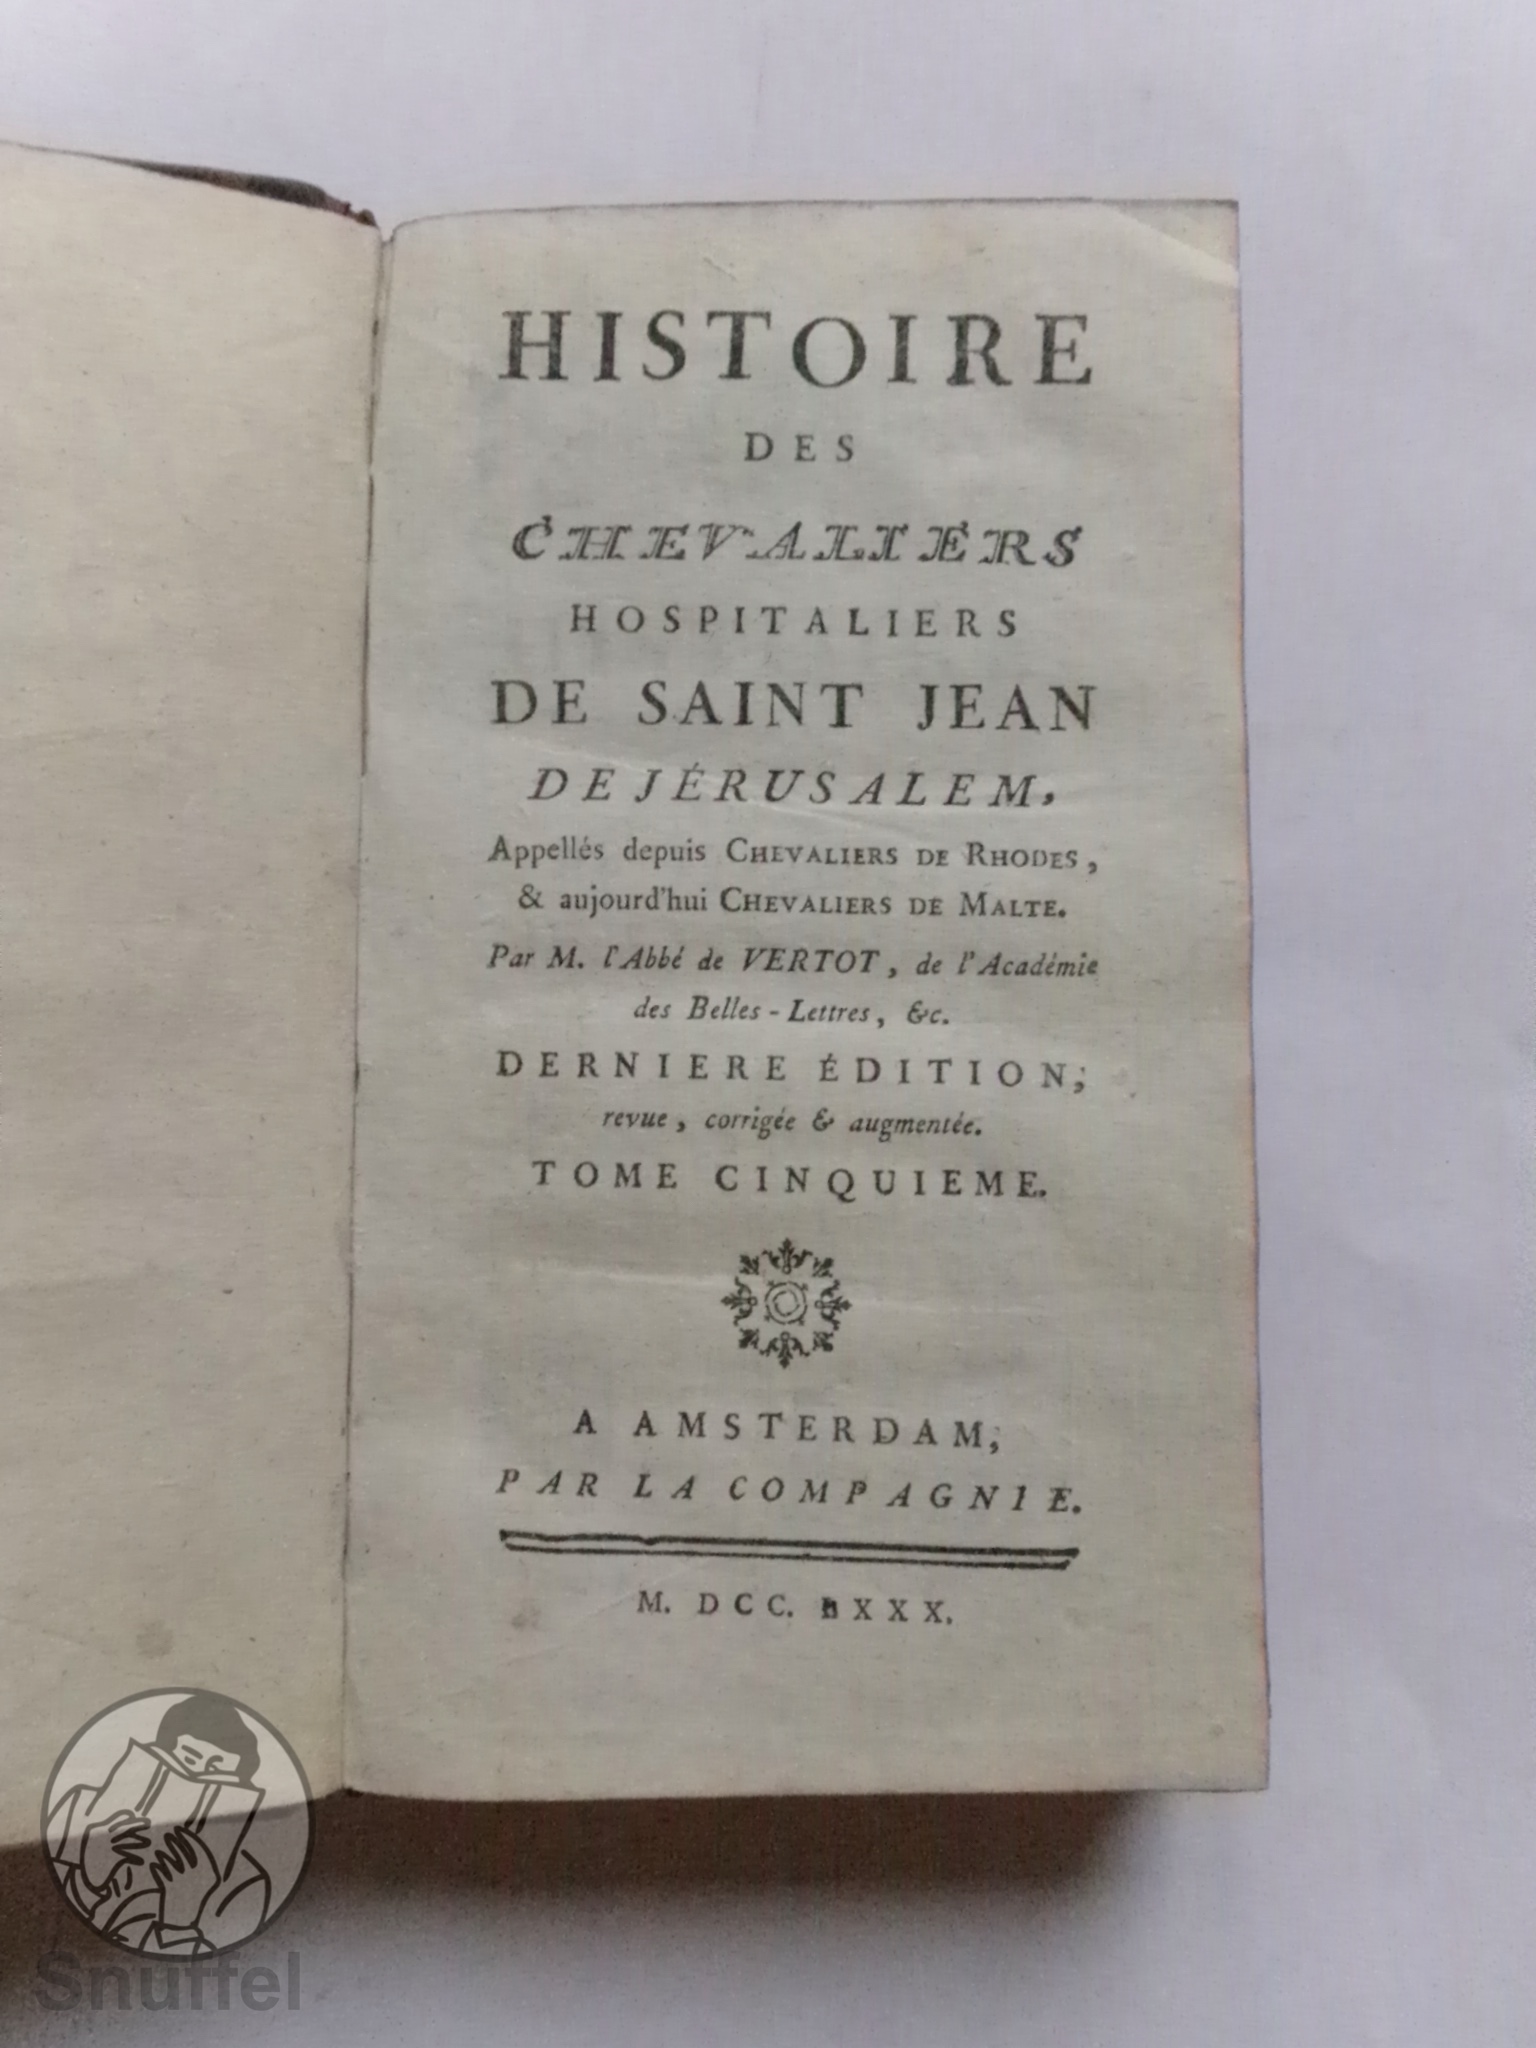 HISTOIRE
DES
CHEVALIERS
HOSPITALIERS
DE SAINT JEAN
DE JÉRUSALEM,
Appellés depuis CHEVALIERS DE RHODES,
& aujourd'hui CHEVALIERS DE MALTE.
Par M. l'Abbé de VERTOT, de l'Académie
des Belles-Lettres, &c.
DERNIERE ÉDITION;
revue, corrigée & augmentée.
TOME CINQUIEME.
A AMSTERDAM,
PAR LA COMPAGNIE.
M. DCC. LXXX.
Snuffel